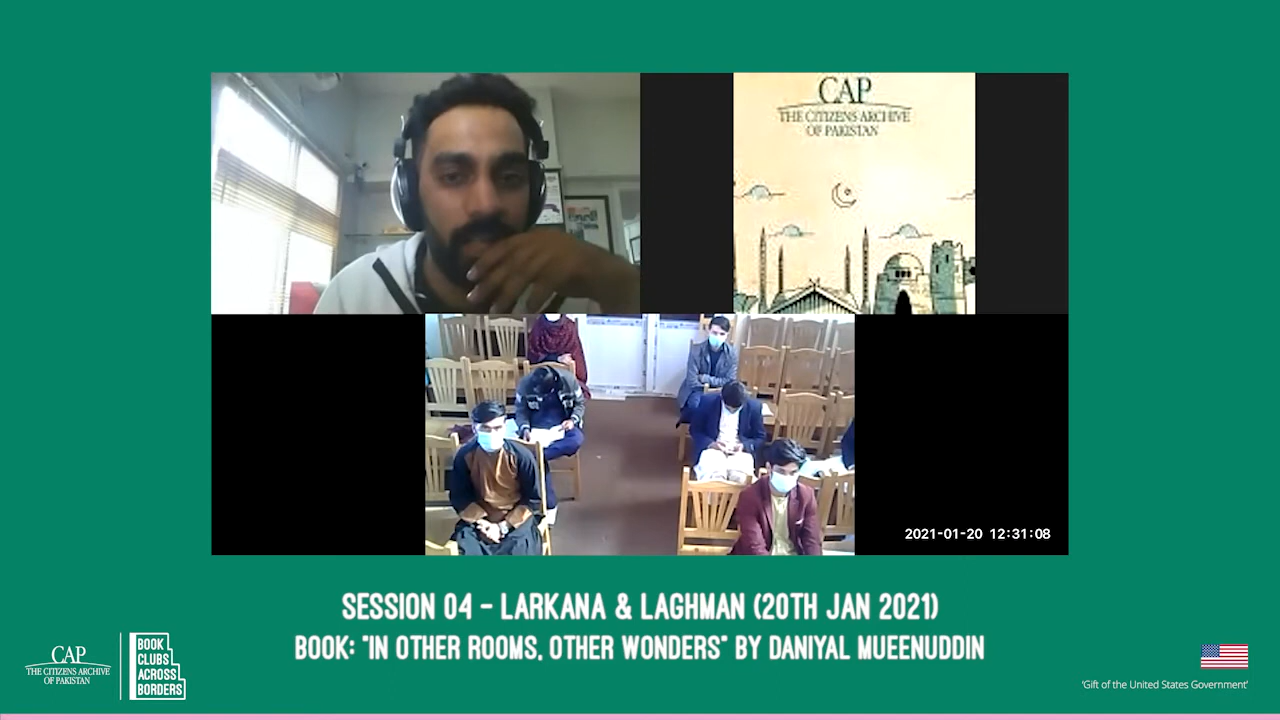 CAP
THE CITIZENS ARCHIVE
OF PAKISTAN
2021-01-20 12:31:08
SESSION 04 - LARKANA & LAGHMAN (20TH JAN 2021)
BOOK: "IN OTHER ROOMS, OTHER WONDERS" BY DANIYAL MUEENUDDIN
CAP
THE CITIZENS ARCHIVE
OF PAKISTAN
BOOK
CLUBS
ACROSS
BORDERS
'Gift of the United States Government'